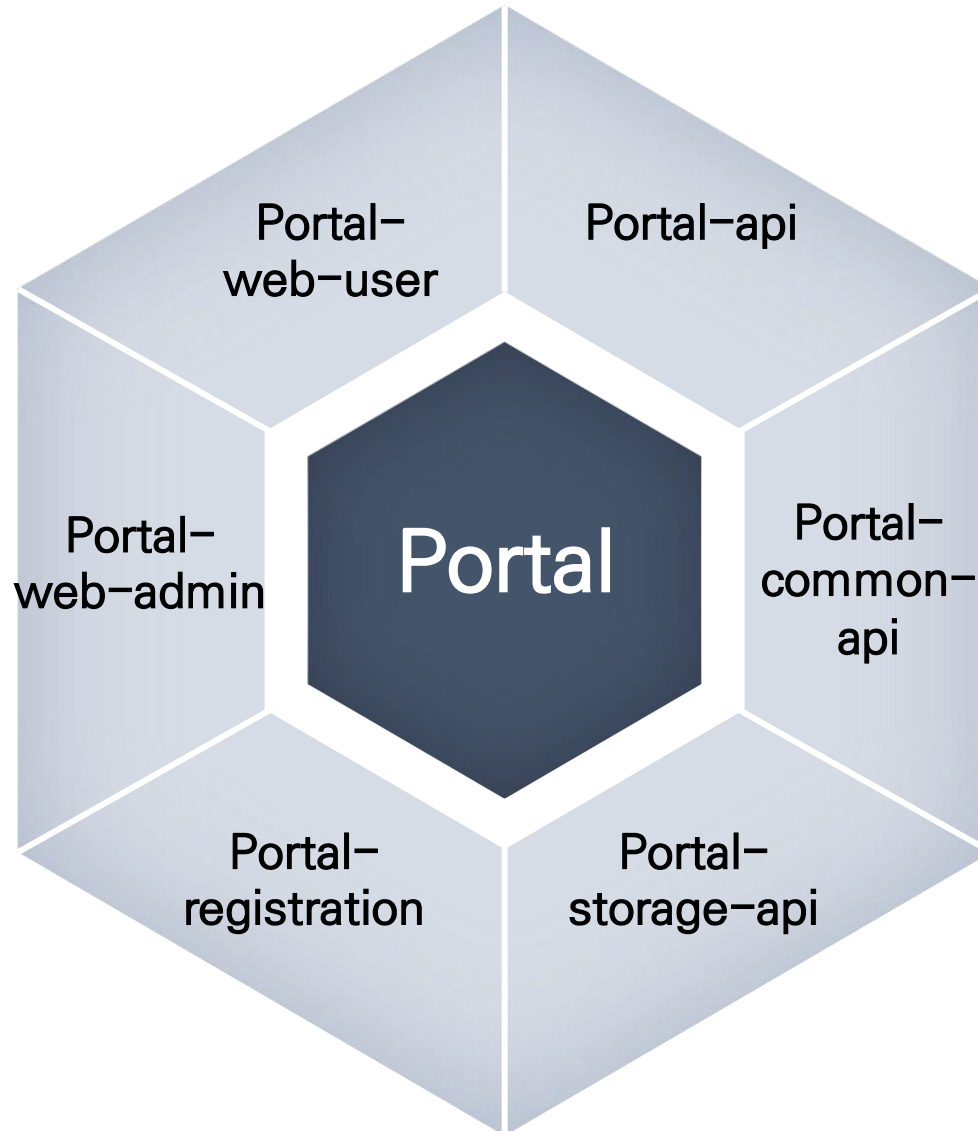 Portal-
web-user
Portal-api
Portal-
web-admin
Portal
Portal-
common-
api
Portal-
registration
Portal-
storage-api